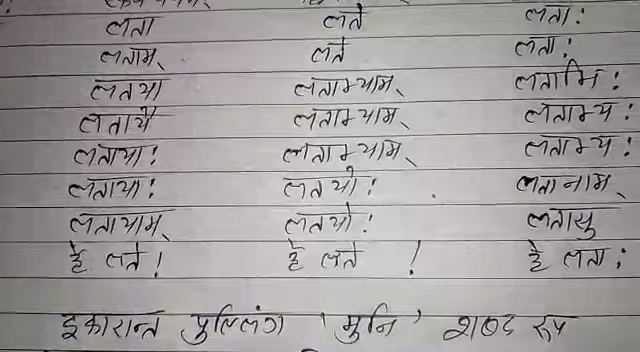 लता लते लता:
लताम् लते लता:
लतया लताभ्याम् लताभि:
लतायै लताभ्याम् लताभ्य:
लताया: लताभ्याम् लताभ्य:
लताया: लतयो: लतानाम्
लतायाम् लतयो: लतासु
हे लते! हे लते! हे लता:
इकारान्त पुल्लिंग 'मुनि' शब्द रूप